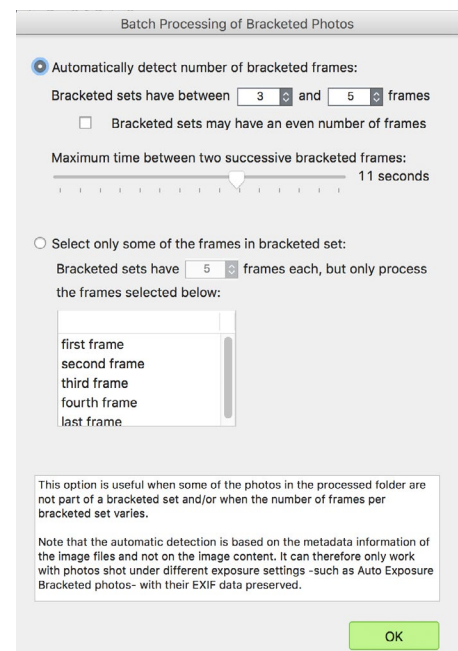 Batch Processing of Bracketed Photos
Automatically detect number of bracketed frames:
Bracketed sets have between 3 and 5 frames
Bracketed sets may have an even number of frames
Maximum time between two successive bracketed frames:
11 seconds
Select only some of the frames in bracketed set:
Bracketed sets have 5 frames each, but only process
the frames selected below:
first frame
second frame
third frame
fourth frame
last frame
This option is useful when some of the photos in the processed folder are
not part of a bracketed set and/or when the number of frames per
bracketed set varies.
Note that the automatic detection is based on the metadata information of
the image files and not on the image content. It can therefore only work
with photos shot under different exposure settings -such as Auto Exposure
Bracketed photos- with their EXIF data preserved.
OK